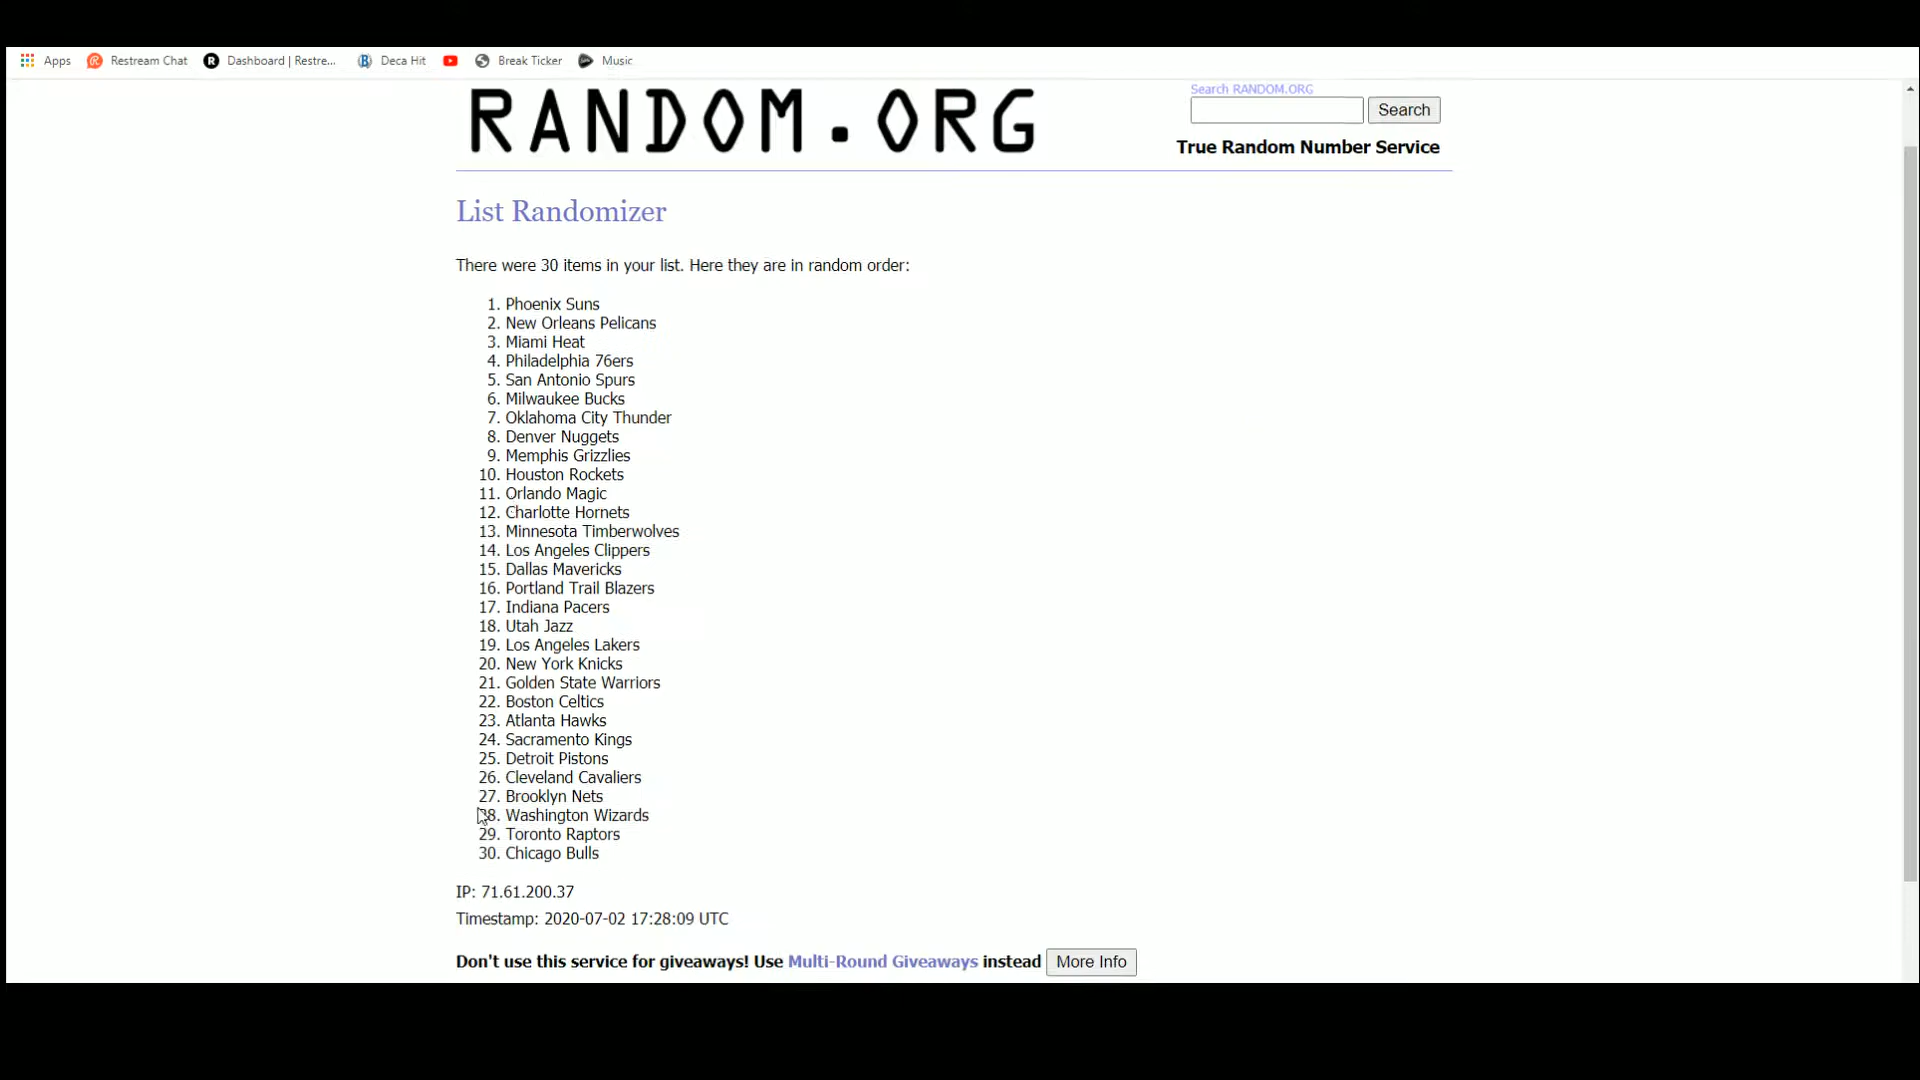 Apps Restream Chat Dashboard | Restre... Deca Hit Break Ticker Music
RANDOM.ORG
Search RANDOM.ORG
Search
True Random Number Service
List Randomizer
There were 30 items in your list. Here they are in random order:
1. Phoenix Suns
2. New Orleans Pelicans
3. Miami Heat
4. Philadelphia 76ers
5. San Antonio Spurs
6. Milwaukee Bucks
7. Oklahoma City Thunder
8. Denver Nuggets
9. Memphis Grizzlies
10. Houston Rockets
11. Orlando Magic
12. Charlotte Hornets
13. Minnesota Timberwolves
14. Los Angeles Clippers
15. Dallas Mavericks
16. Portland Trail Blazers
17. Indiana Pacers
18. Utah Jazz
19. Los Angeles Lakers
20. New York Knicks
21. Golden State Warriors
22. Boston Celtics
23. Atlanta Hawks
24. Sacramento Kings
25. Detroit Pistons
26. Cleveland Cavaliers
27. Brooklyn Nets
28. Washington Wizards
29. Toronto Raptors
30. Chicago Bulls
IP: 71.61.200.37
Timestamp: 2020-07-02 17:28:09 UTC
Don't use this service for giveaways! Use Multi-Round Giveaways instead More Info